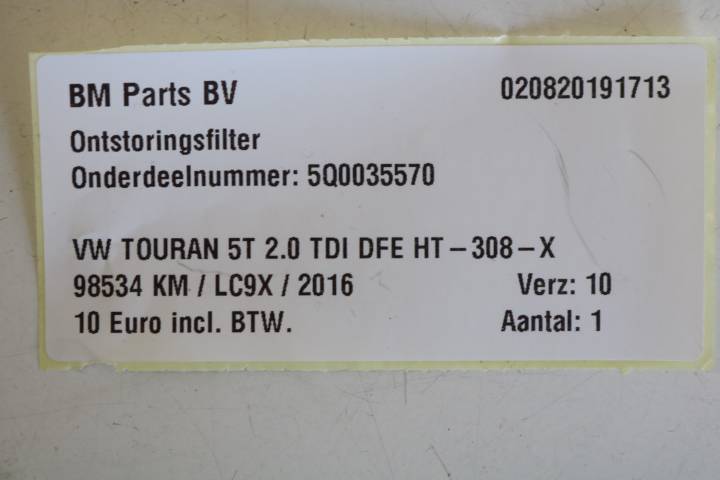 BM Parts BV 020820191713
Ontstoringsfilter
Onderdeelnummer: 5Q0035570
VW TOURAN 5T 2.0 TDI DFE HT-308-X
98534 KM / LC9X / 2016 Verz: 10
10 Euro incl. BTW. Aantal: 1